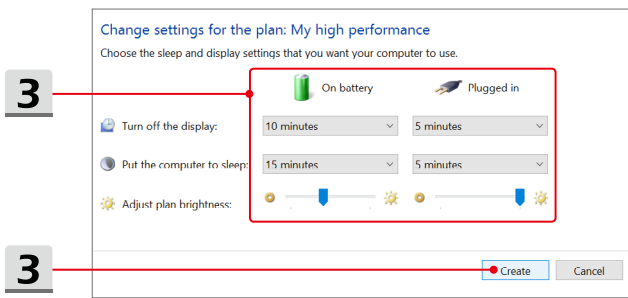 Change settings for the plan: My high performance
Choose the sleep and display settings that you want your computer to use.
3
On battery Plugged in
Turn off the display: 10 minutes 5 minutes
Put the computer to sleep: 15 minutes 5 minutes
Adjust plan brightness:
3
Create Cancel